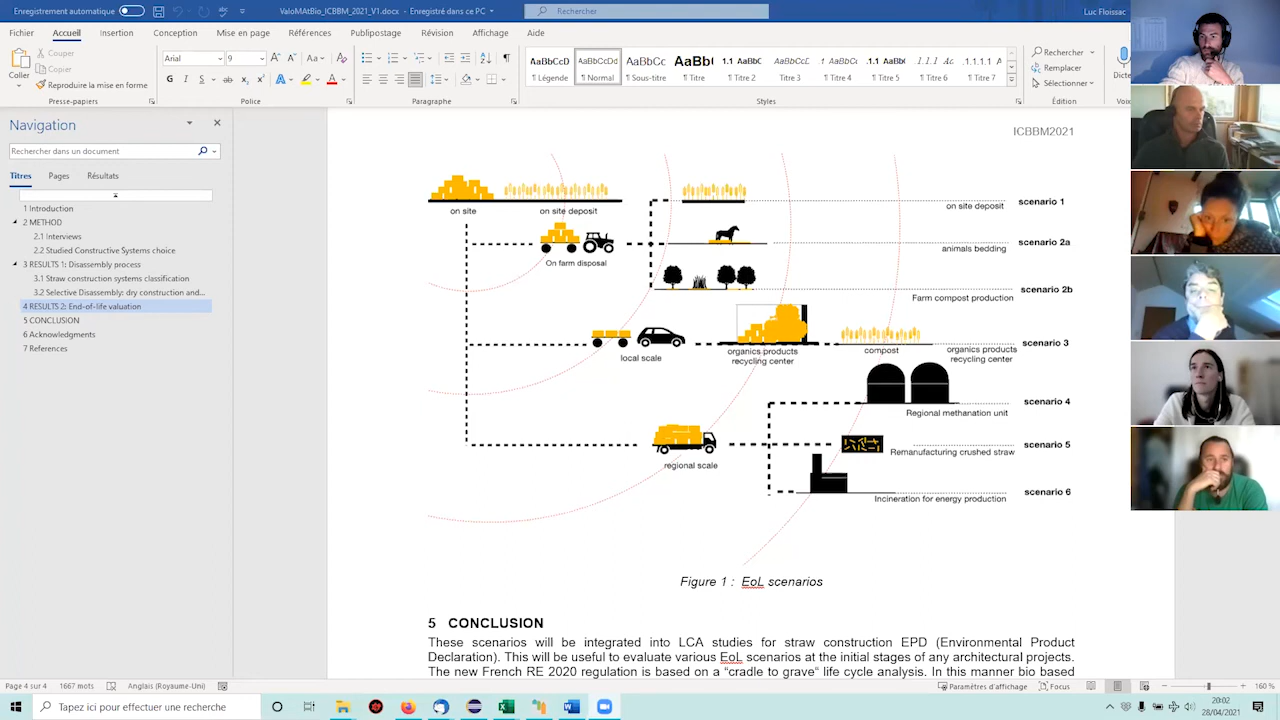 Enregistrement automatique
ValoMAtBio_ICBBM_2021_V1.docx - Enregistré dans ce PC
Rechercher
Luc Floissac
Fichier Accueil Insertion Conception Mise en page Références Publipostage Révision Affichage Aide
Coller
Couper
Copier
Reproduire la mise en forme
Presse-papiers
Arial 9
Police
Paragraphe
AaBbCcD AaBbCcDd AaBbCc AaBb( 1.1 AaBb AaBbCcL
¶ Légende ¶ Normal ¶ Sous-titre ¶ Titre ¶ Titre 2 Titre 3 ¶ Titre 4 ¶ Titre 5 ¶ Titre 6 ¶ Titre 7
Styles
Rechercher
Remplacer
Sélectionner
Édition
Dicte
Voix
Navigation
Rechercher dans un document
Titres Pages Résultats
1 Introduction
2 METHOD
2.1 Interviews
2.2 Studied Constructive Systems choice
3 RESULTS 1: Disassembly process
3.1 Straw construction systems classification
3.2 Selective Disassembly: dry construction and...
4 RESULTS 2: End-of-life valuation
5 CONCLUSION
6 Acknowledgments
7 References
ICBBM2021
on site
on site deposit
on site deposit
scenario 1
On farm disposal
animals bedding
scenario 2a
Farm compost production
scenario 2b
local scale
organics products
recycling center
compost
organics products
recycling center
scenario 3
Regional methanation unit
scenario 4
regional scale
Remanufacturing crushed straw
scenario 5
Incineration for energy production
scenario 6
Figure 1 : EoL scenarios
5 CONCLUSION
These scenarios will be integrated into LCA studies for straw construction EPD (Environmental Product
Declaration). This will be useful to evaluate various EoL scenarios at the initial stages of any architectural projects.
The new French RE 2020 regulation is based on a “cradle to grave“ life cycle analysis. In this manner bio based
Page 4 sur 4 1667 mots Anglais (Royaume-Uni)
Paramètres d'affichage Focus 160 %
Tapez ici pour effectuer une recherche
20:02
28/04/2021